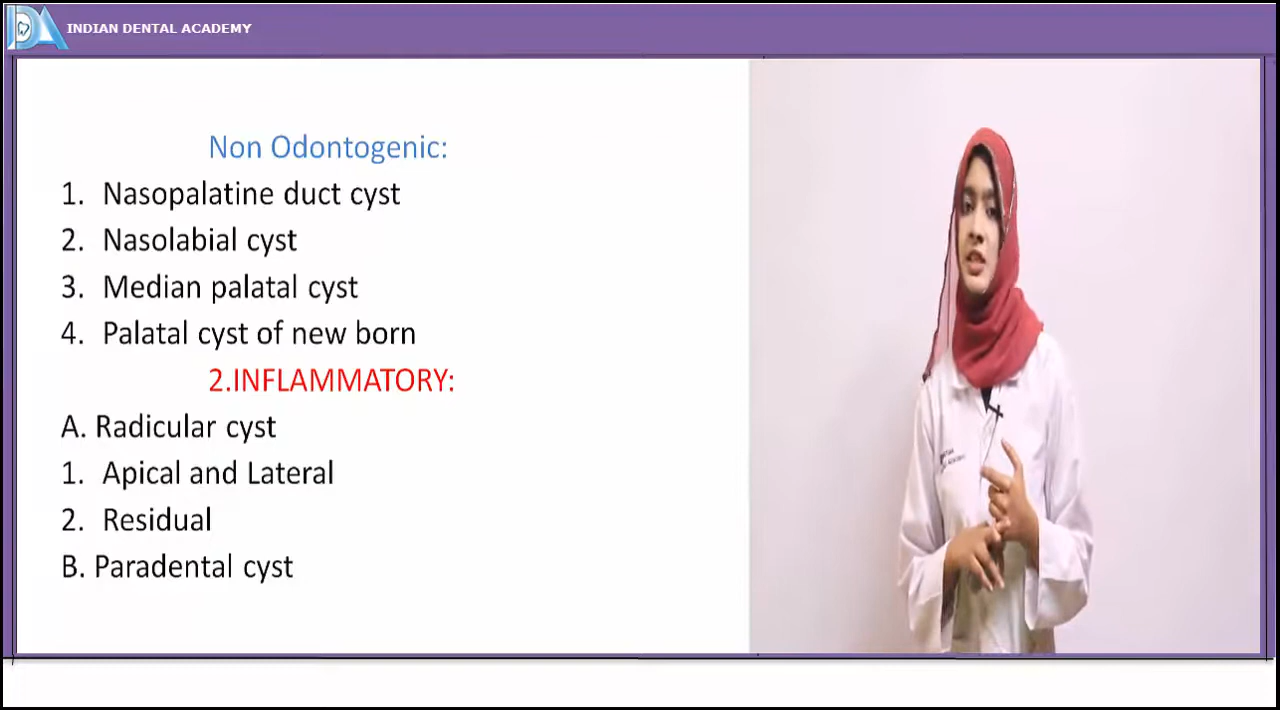 INDIAN DENTAL ACADEMY
Non Odontogenic:
1. Nasopalatine duct cyst
2. Nasolabial cyst
3. Median palatal cyst
4. Palatal cyst of new born
2.INFLAMMATORY:
A. Radicular cyst
1. Apical and Lateral
2. Residual
B. Paradental cyst